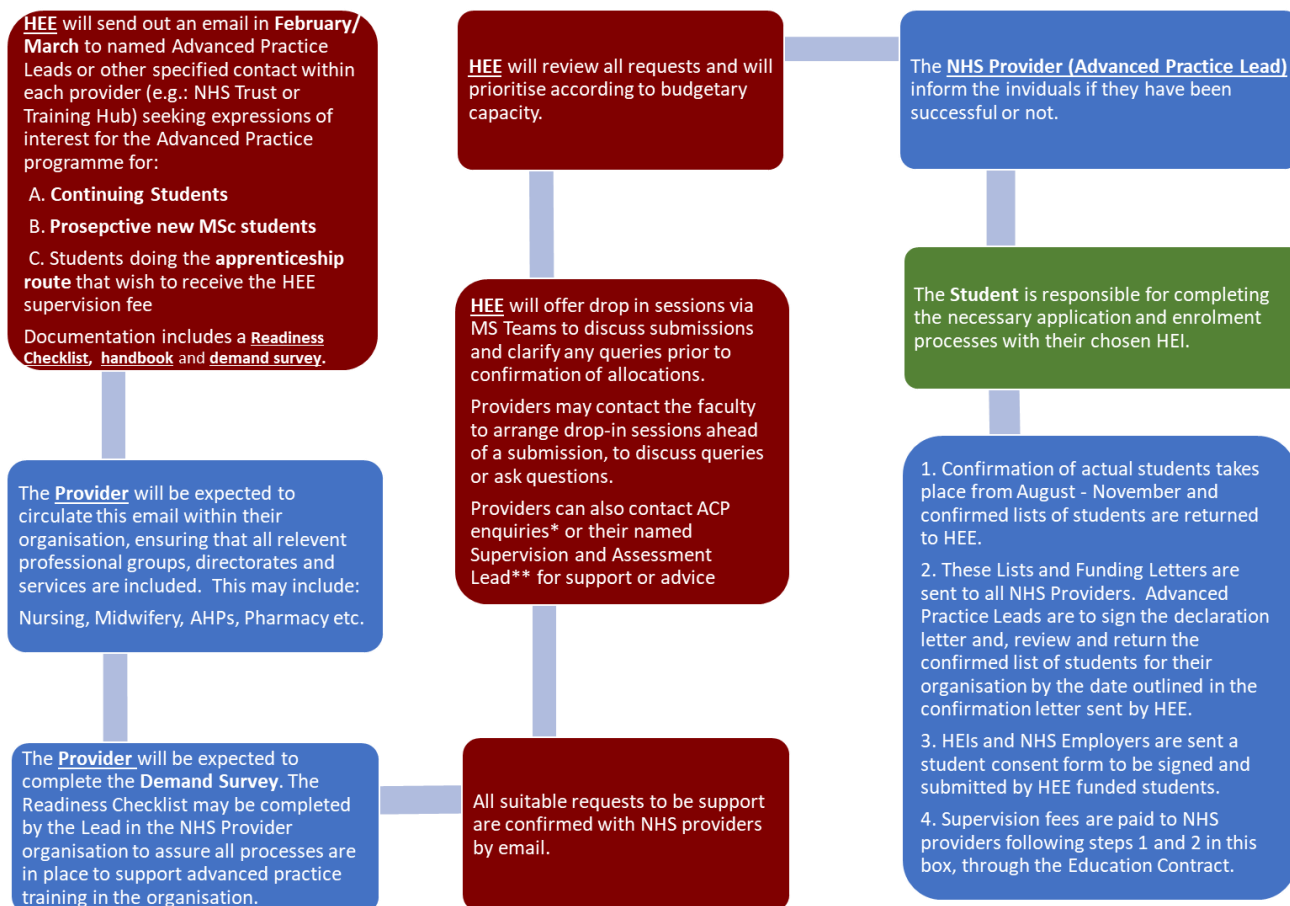 HEE will send out an email in February/
March to named Advanced Practice
Leads or other specified contact within
each provider (e.g.: NHS Trust or
Training Hub) seeking expressions of
interest for the Advanced Practice
programme for:
A. Continuing Students
B. Prosepctive new MSc students
C. Students doing the apprenticeship
route that wish to receive the HEE
supervision fee
Documentation includes a Readiness
Checklist, handbook and demand survey.
The Provider will be expected to
circulate this email within their
organisation, ensuring that all relevent
professional groups, directorates and
services are included. This may include:
Nursing, Midwifery, AHPs, Pharmacy etc.
The Provider will be expected to
complete the Demand Survey. The
Readiness Checklist may be completed
by the Lead in the NHS Provider
organisation to assure all processes are
in place to support advanced practice
training in the organisation.
All suitable requests to be support
are confirmed with NHS providers
by email.
HEE will offer drop in sessions via
MS Teams to discuss submissions
and clarify any queries prior to
confirmation of allocations.
Providers may contact the faculty
to arrange drop-in sessions ahead
of a submission, to discuss queries
or ask questions.
Providers can also contact ACP
enquiries* or their named
Supervision and Assessment
Lead** for support or advice
HEE will review all requests and will
prioritise according to budgetary
capacity.
The NHS Provider (Advanced Practice Lead)
inform the inviduals if they have been
successful or not.
The Student is responsible for completing
the necessary application and enrolment
processes with their chosen HEI.
1. Confirmation of actual students takes
place from August - November and
confirmed lists of students are returned
to HEE.
2. These Lists and Funding Letters are
sent to all NHS Providers. Advanced
Practice Leads are to sign the declaration
letter and, review and return the
confirmed list of students for their
organisation by the date outlined in the
confirmation letter sent by HEE.
3. HEIs and NHS Employers are sent a
student consent form to be signed and
submitted by HEE funded students.
4. Supervision fees are paid to NHS
providers following steps 1 and 2 in this
box, through the Education Contract.